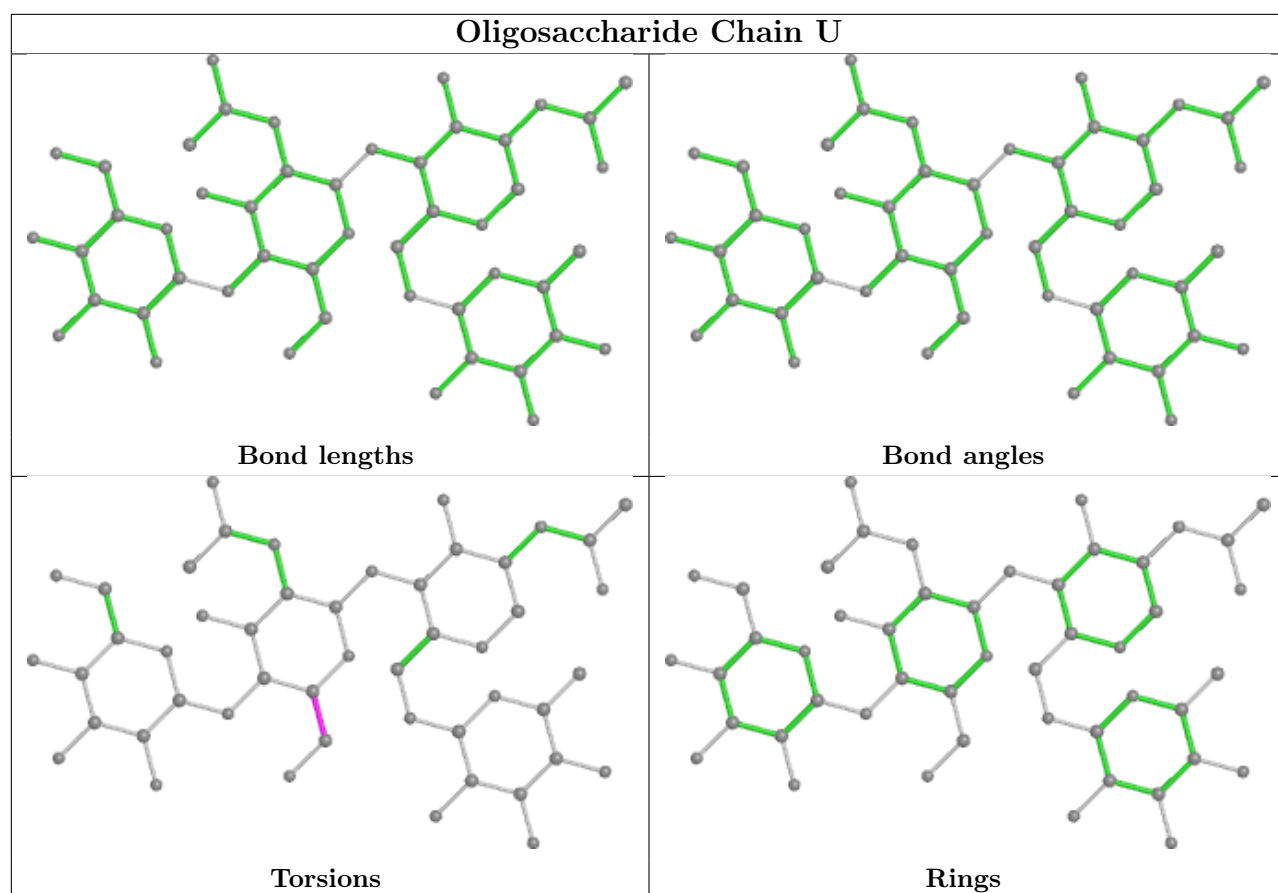 Oligosaccharide Chain U
Bond lengths
Bond angles
Torsions
Rings